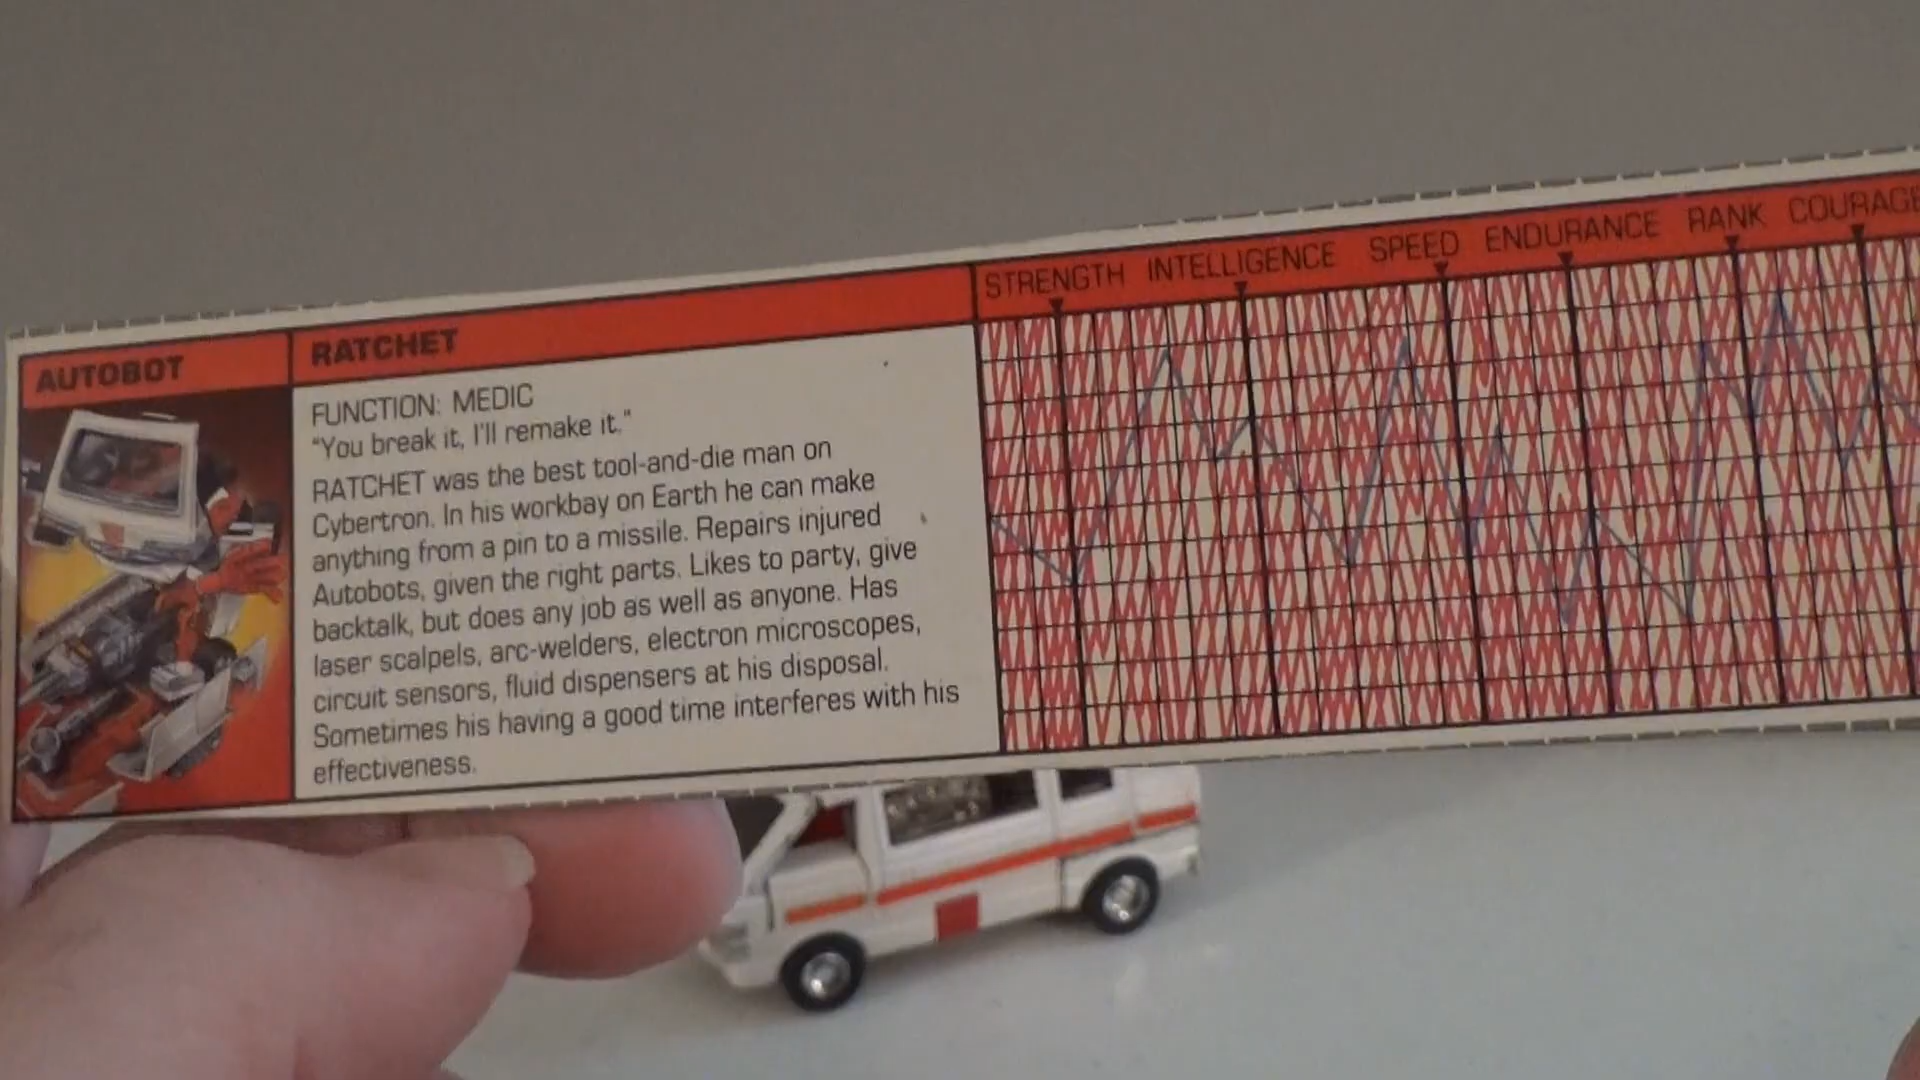 AUTOBOT
RATCHET
FUNCTION: MEDIC
"You break it, I'll remake it."
RATCHET was the best tool-and-die man on
Cybertron. In his workbay on Earth he can make
anything from a pin to a missile. Repairs injured
Autobots, given the right parts. Likes to party, give
backtalk, but does any job as well as anyone. Has
laser scalpels, arc-welders, electron microscopes,
circuit sensors, fluid dispensers at his disposal.
Sometimes his having a good time interferes with his
effectiveness.
STRENGTH INTELLIGENCE SPEED ENDURANCE RANK COURAGE